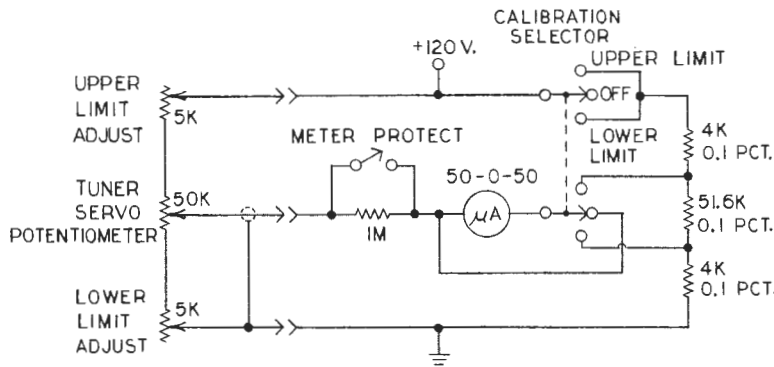 CALIBRATION
SELECTOR
+120 V.
UPPER LIMIT
OFF
LOWER
LIMIT
UPPER
LIMIT
ADJUST
5K
METER PROTECT
4K
0.1 PCT.
50-0-50
TUNER
SERVO
POTENTIOMETER
50K
1M
μA
51.6K
0.1 PCT.
4K
0.1 PCT.
LOWER
LIMIT
ADJUST
5K